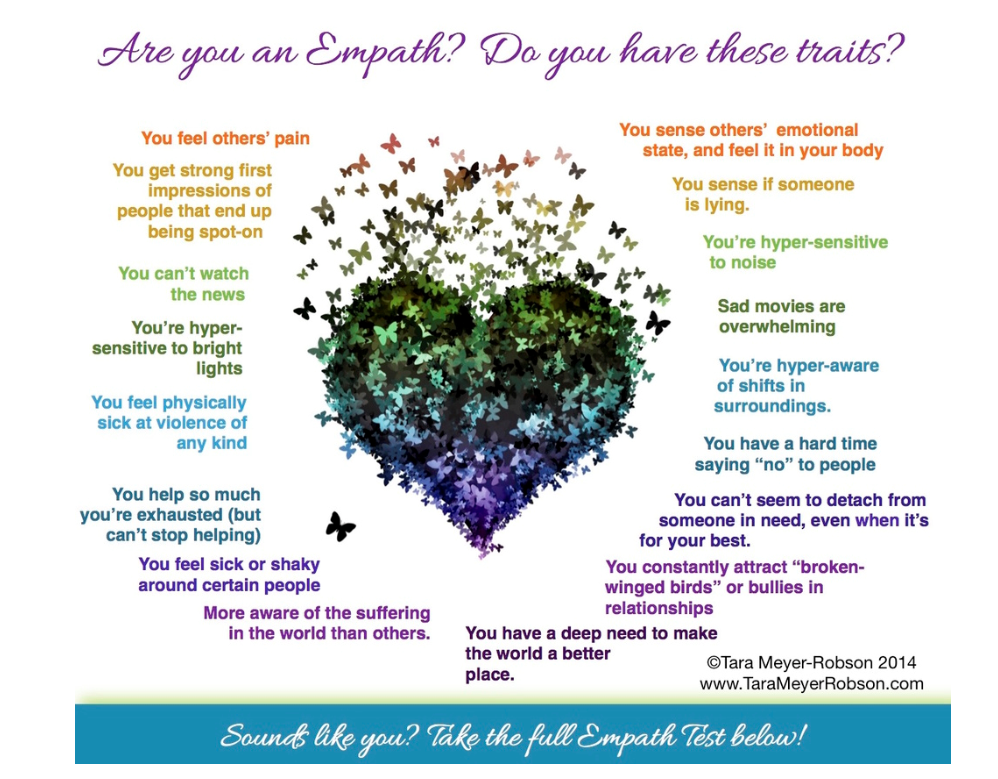 Are you an Empath? Do you have these traits?
You feel others' pain
You get strong first
impressions of
people that end up
being spot-on
You can't watch
the news
You're hyper-
sensitive to bright
lights
You feel physically
sick at violence of
any kind
You help so much
you're exhausted (but
can't stop helping)
You feel sick or shaky
around certain people
More aware of the suffering
in the world than others.
You sense others' emotional
state, and feel it in your body
You sense if someone
is lying.
You're hyper-sensitive
to noise
Sad movies are
overwhelming
You're hyper-aware
of shifts in
surroundings.
You have a hard time
saying “no” to people
You can't seem to detach from
someone in need, even when it's
for your best.
You constantly attract “broken-
winged birds” or bullies in
relationships
You have a deep need to make
the world a better
place.
©Tara Meyer-Robson 2014
www.TaraMeyerRobson.com
Sounds like you? Take the full Empath Test below!